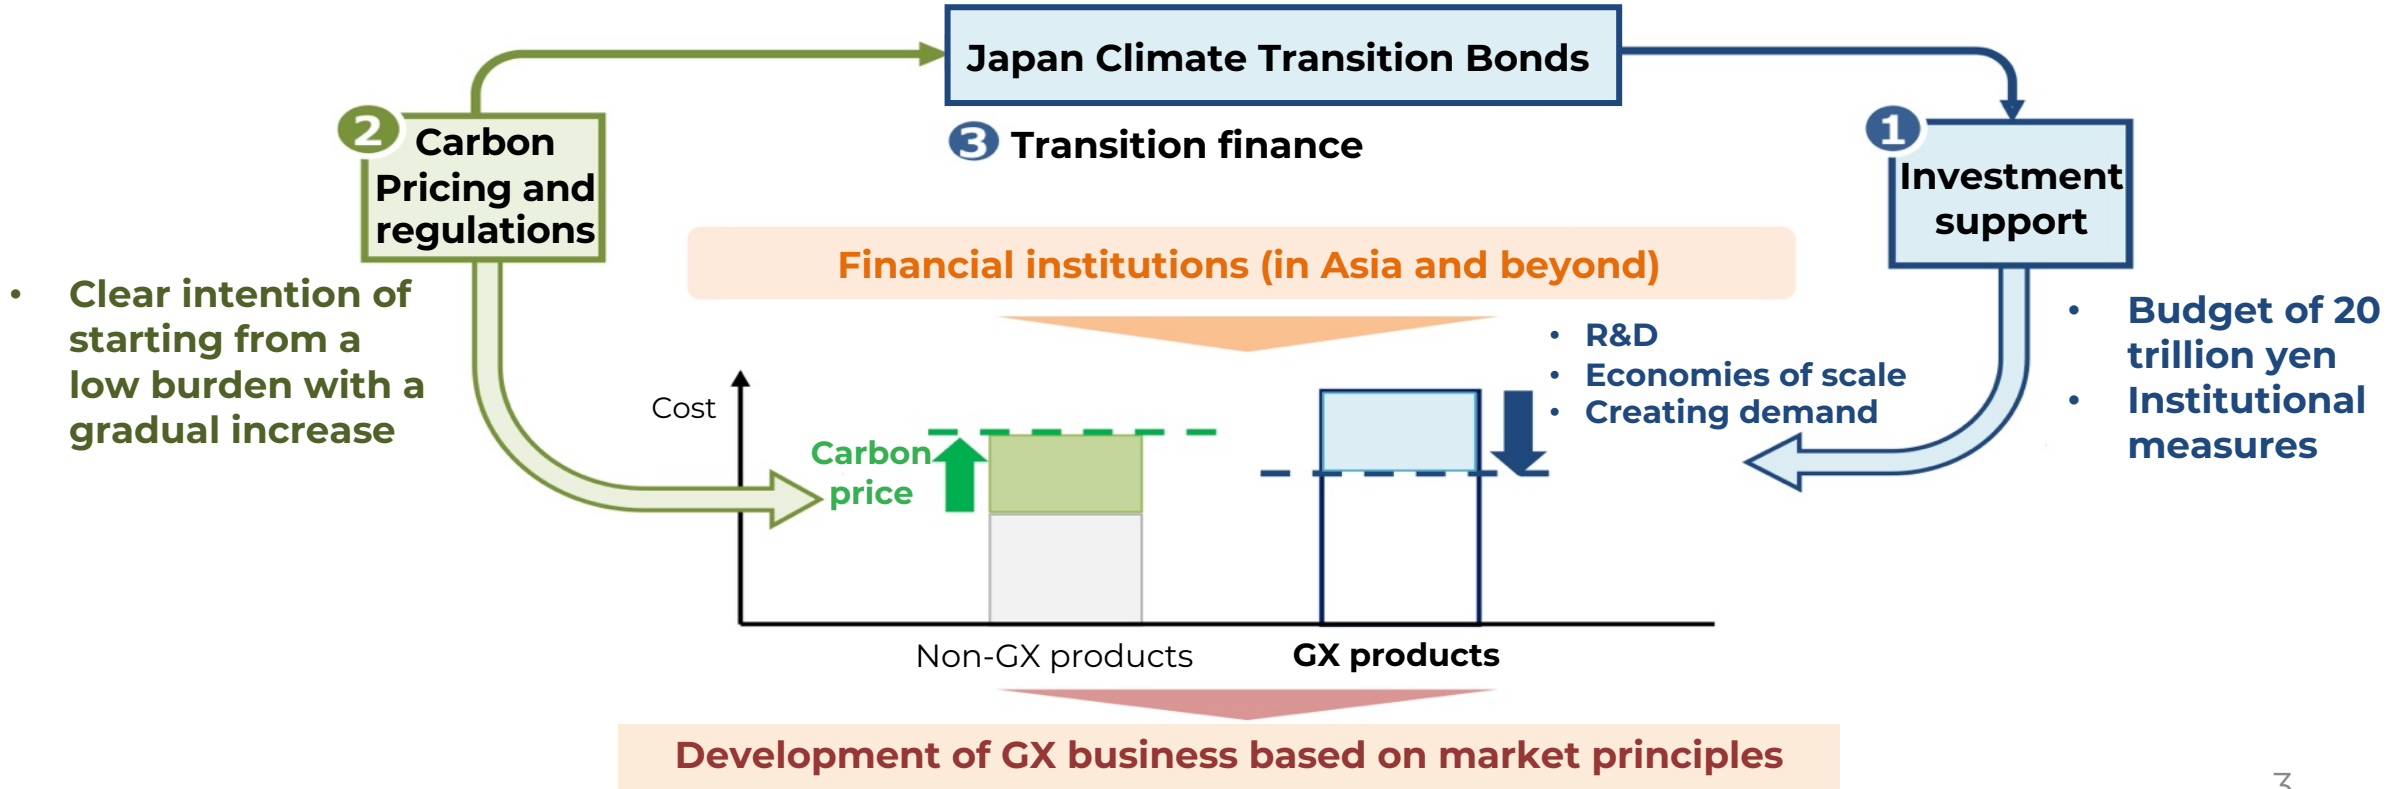 Japan Climate Transition Bonds
2
Carbon
Pricing and
regulations
3 Transition finance
1
Investment
support
Financial institutions (in Asia and beyond)
• Clear intention of
starting from a
low burden with a
gradual increase
• R&D
• Economies of scale
• Creating demand
• Budget of 20
trillion yen
• Institutional
measures
Cost
Carbon
price
Non-GX products
GX products
Development of GX business based on market principles
3